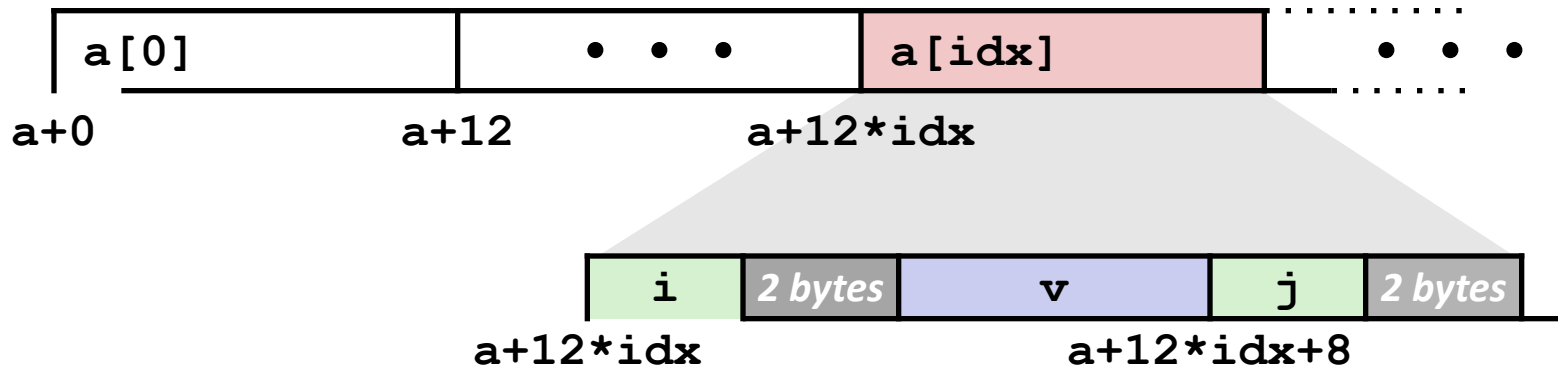 a[0] • • • a[idx] • • •
a+0 a+12 a+12*idx
i 2 bytes v j 2 bytes
a+12*idx a+12*idx+8